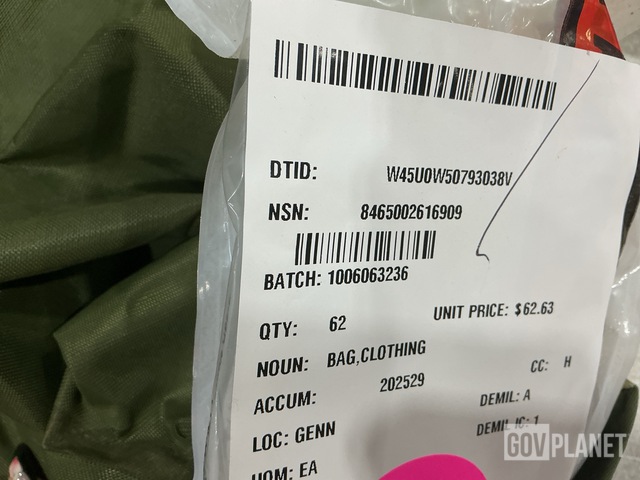 DTID: W45U0W50793038V
NSN: 8465002616909
BATCH: 1006063236
QTY: 62 UNIT PRICE: $62.63
NOUN: BAG,CLOTHING CC: H
ACCUM: 202529 DEMIL: A
LOC: GENN DEMIL IC: 1
UOM: EA
GOVPLANET